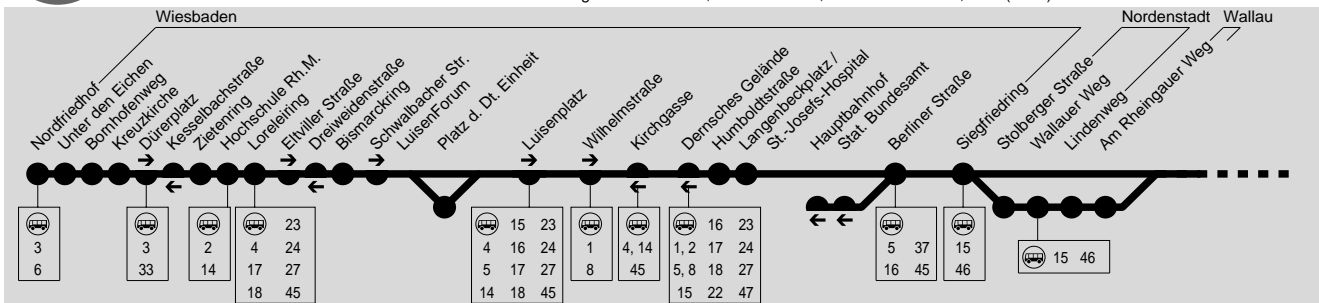 Wiesbaden
Nordenstadt
Wallau
Nordfriedhof
Unter den Eichen
Bornhofenweg
Kreuzkirche
Dürerplatz
Kesselbachstraße
Zietenring
Hochschule Rh.M.
Loreleiring
Eltviller Straße
Dreiweidenstraße
Bismarckring
Schwalbacher Str.
LuisenForum
Platz d. Dt. Einheit
Luisenplatz
Wilhelmstraße
Kirchgasse
Dernsches Gelände
Humboldtstraße
Langenbeckplatz /
St.-Josefs-Hospital
Hauptbahnhof
Stat. Bundesamt
Berliner Straße
Siegfriedring
Stolberger Straße
Wallauer Weg
Lindenweg
Am Rheingauer Weg
3
6
3
33
2
14
23
4 24
17 27
18 45
15 23
4 16 24
5 17 27
14 18 45
1
8
4, 14
45
16 23
1, 2 17 24
5, 8 18 27
15 22 47
5 37
16 45
15
46
15 46